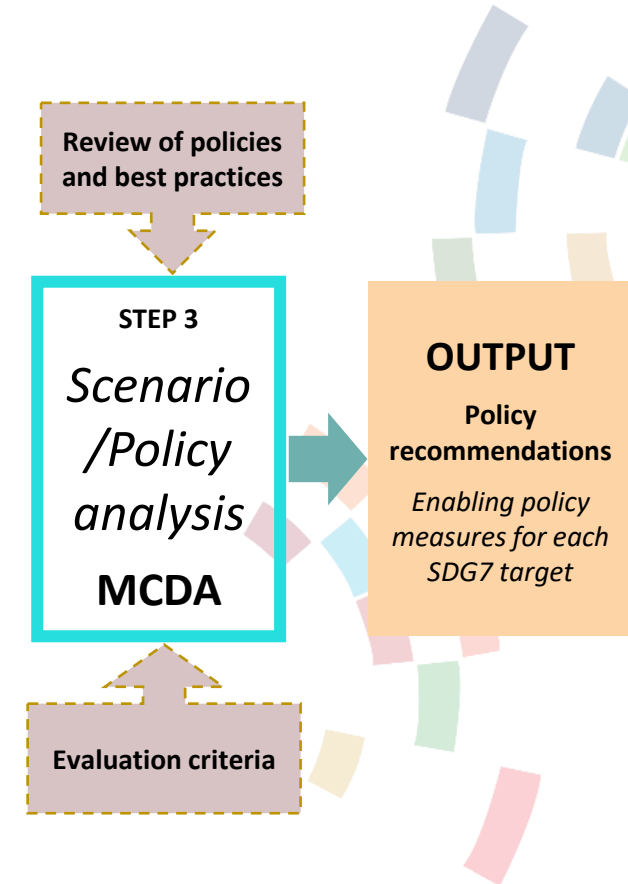 Review of policies
and best practices
STEP 3
Scenario
/Policy
analysis
MCDA
Evaluation criteria
OUTPUT
Policy
recommendations
Enabling policy
measures for each
SDG7 target